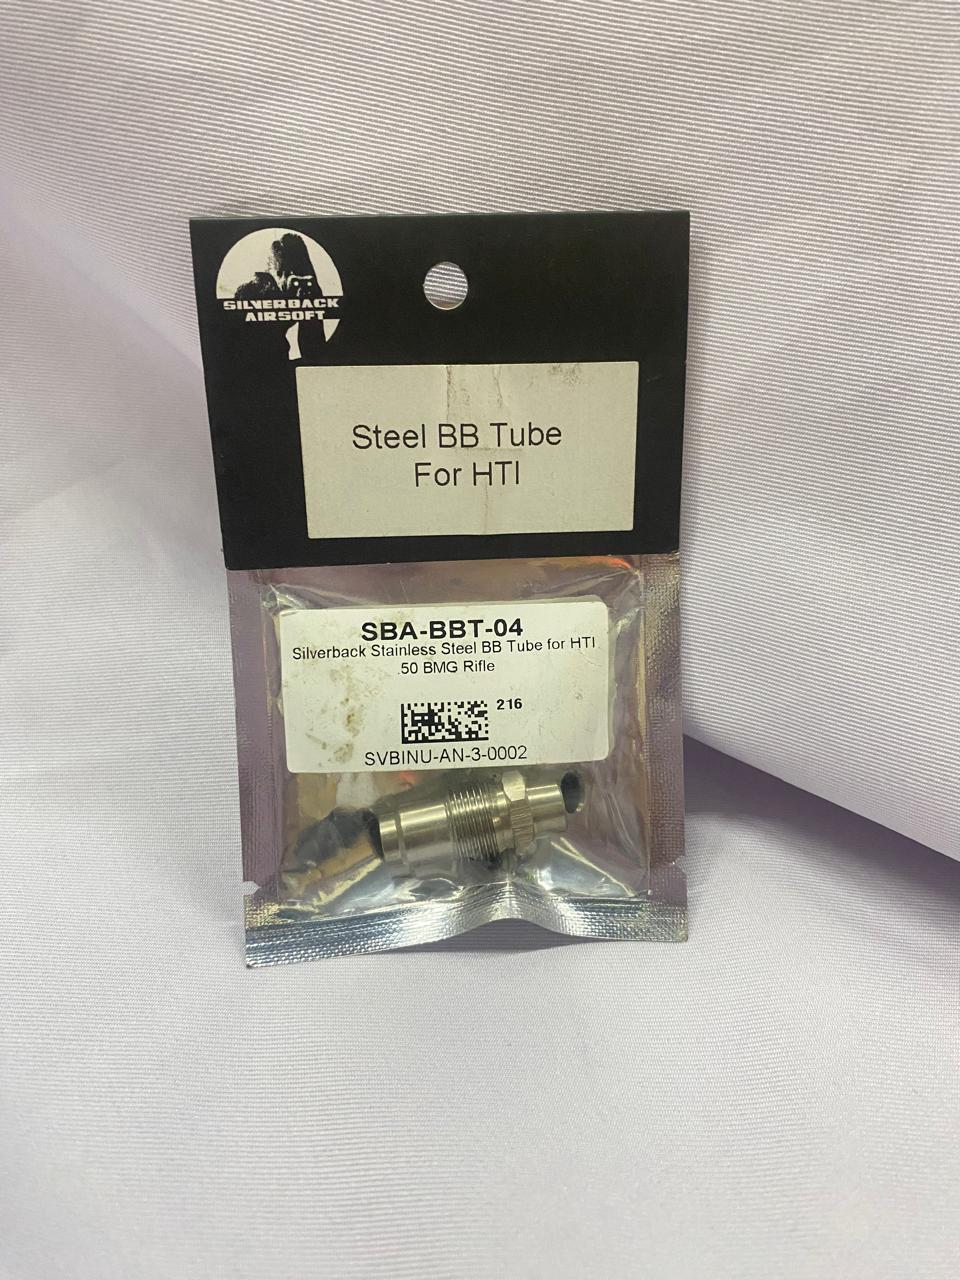 SILVERBACK
AIRSOFT
Steel BB Tube
For HTI
SBA-BBT-04
Silverback Stainless Steel BB Tube for HTI
.50 BMG Rifle
216
SVBINU-AN-3-0002